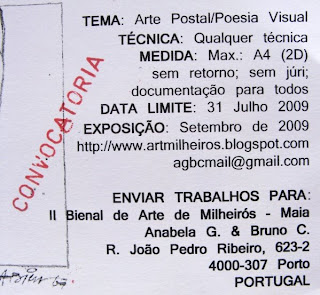 TEMA: Arte Postal/Poesia Visual
TÉCNICA: Qualquer técnica
MEDIDA: Max.: A4 (2D)
sem retorno; sem júri;
documentação para todos
DATA LIMITE: 31 Julho 2009
EXPOSIÇÃO: Setembro de 2009
http://www.artmilheiros.blogspot.com
agbcmail@gmail.com
CONVOCATORIA
ENVIAR TRABALHOS PARA:
II Bienal de Arte de Milheirós - Maia
Anabela G. & Bruno C.
R. João Pedro Ribeiro, 623-2
4000-307 Porto
PORTUGAL